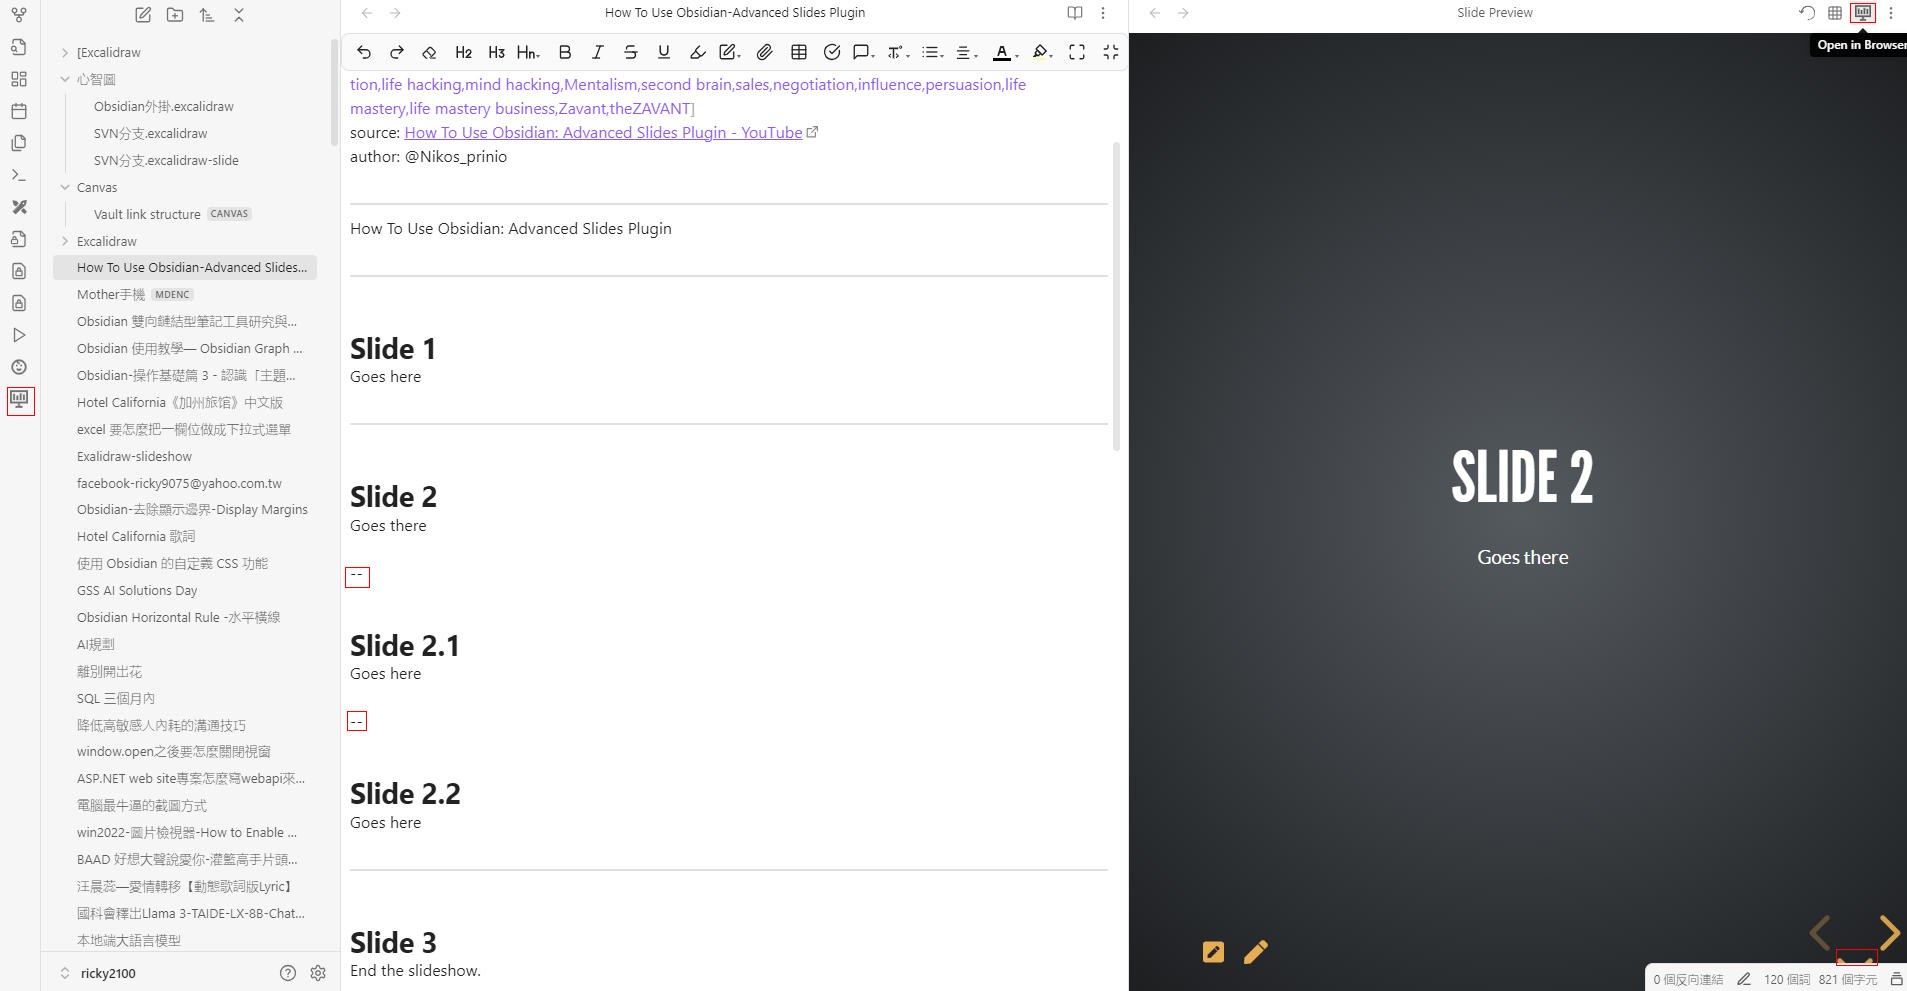 [Excalidraw
心智圖
Obsidian外掛.excalidraw
SVN分支.excalidraw
SVN分支.excalidraw-slide
Canvas
Vault link structure CANVAS
Excalidraw
How To Use Obsidian-Advanced Slides...
Mother手機 MDENC
Obsidian 雙向鏈結型筆記工具研究與...
Obsidian 使用教學— Obsidian Graph ...
Obsidian-操作基礎篇 3 - 認識「主題...
Hotel California《加州旅馆》中文版
excel 要怎麼把一欄位做成下拉式選單
Exalidraw-slideshow
facebook-ricky9075@yahoo.com.tw
Obsidian-去除顯示邊界-Display Margins
Hotel California 歌詞
使用 Obsidian 的自定義 CSS 功能
GSS AI Solutions Day
Obsidian Horizontal Rule -水平橫線
AI規劃
離別開出花
SQL 三個月內
降低高敏感人內耗的溝通技巧
window.open之後要怎麼關閉視窗
ASP.NET web site專案怎麼寫webapi來...
電腦最牛逼的截圖方式
win2022-圖片檢視器-How to Enable ...
BAAD 好想大聲說愛你-灌籃高手片頭...
汪晨蕊—愛情轉移【動態歌詞版Lyric】
國科會釋出Llama 3-TAIDE-LX-8B-Chat...
本地端大語言模型
ricky2100
How To Use Obsidian-Advanced Slides Plugin
H2 H3 Hn B I S U A
tion,life hacking,mind hacking,Mentalism,second brain,sales,negotiation,influence,persuasion,life
mastery,life mastery business,Zavant,theZAVANT]
source: How To Use Obsidian: Advanced Slides Plugin - YouTube
author: @Nikos_prinio
How To Use Obsidian: Advanced Slides Plugin
Slide 1
Goes here
Slide 2
Goes there
--
Slide 2.1
Goes here
--
Slide 2.2
Goes here
Slide 3
End the slideshow.
Slide Preview
Open in Browser
SLIDE 2
Goes there
0 個反向連結 120 個詞 821 個字元